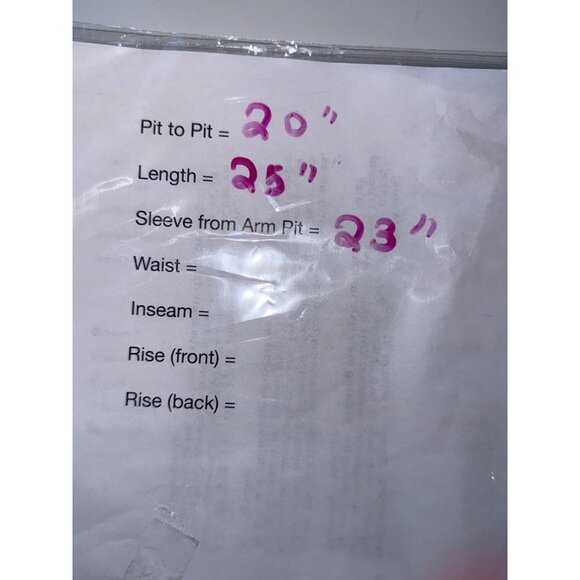 Pit to Pit = 20"
Length = 25"
Sleeve from Arm Pit = 23"
Waist =
Inseam =
Rise (front) =
Rise (back) =